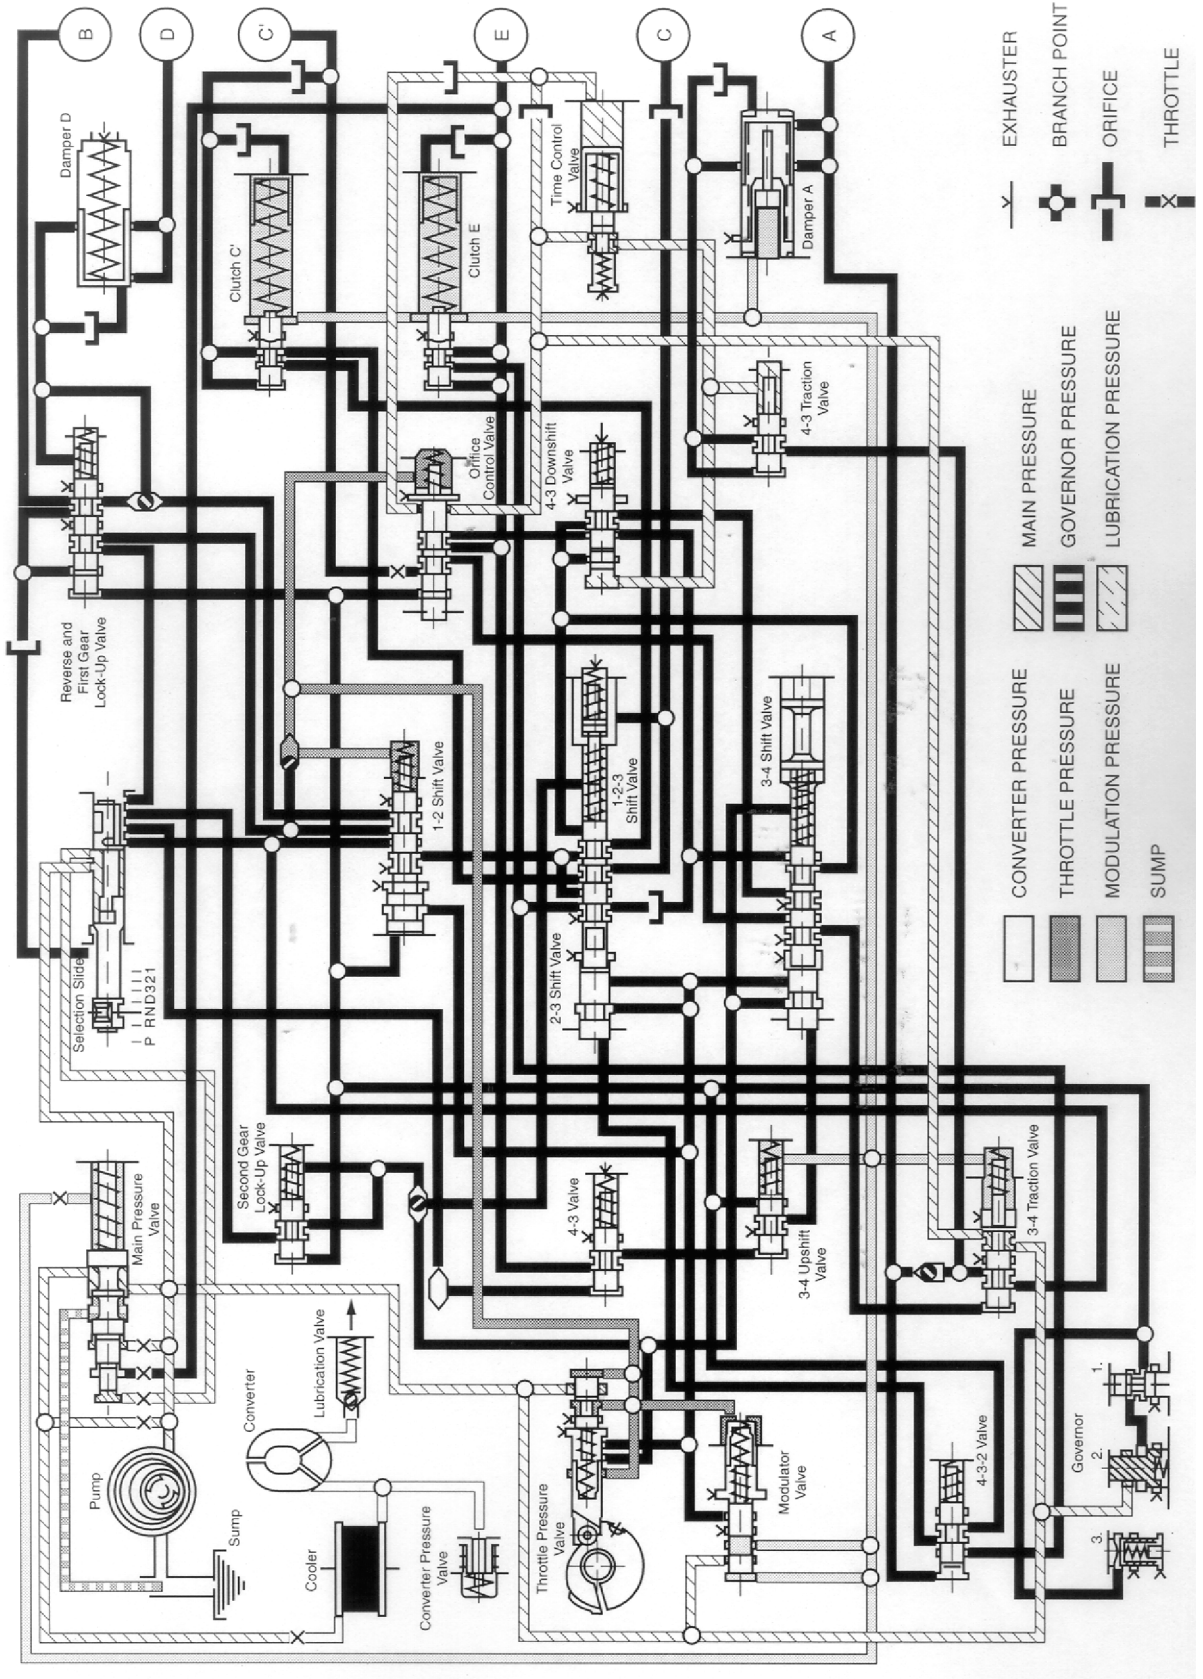 B
D
C'
E
C
A
Damper D
Clutch C'
Clutch E
Time Control
Valve
Damper A
EXHAUSTER
BRANCH POINT
ORIFICE
THROTTLE
Reverse and
First Gear
Lock-Up Valve
Orifice
Control Valve
4-3 Downshift
Valve
4-3 Traction
Valve
MAIN PRESSURE
GOVERNOR PRESSURE
LUBRICATION PRESSURE
Selection Slide
P RND321
1-2 Shift Valve
1-2-3
Shift Valve
2-3 Shift Valve
3-4 Shift Valve
CONVERTER PRESSURE
THROTTLE PRESSURE
MODULATION PRESSURE
SUMP
Main Pressure
Valve
Second Gear
Lock-Up Valve
4-3 Valve
3-4 Upshift
Valve
3-4 Traction Valve
Pump
Sump
Converter
Lubrication Valve
Cooler
Converter Pressure
Valve
Throttle Pressure
Valve
Modulator
Valve
4-3-2 Valve
Governor
1.
2.
3.